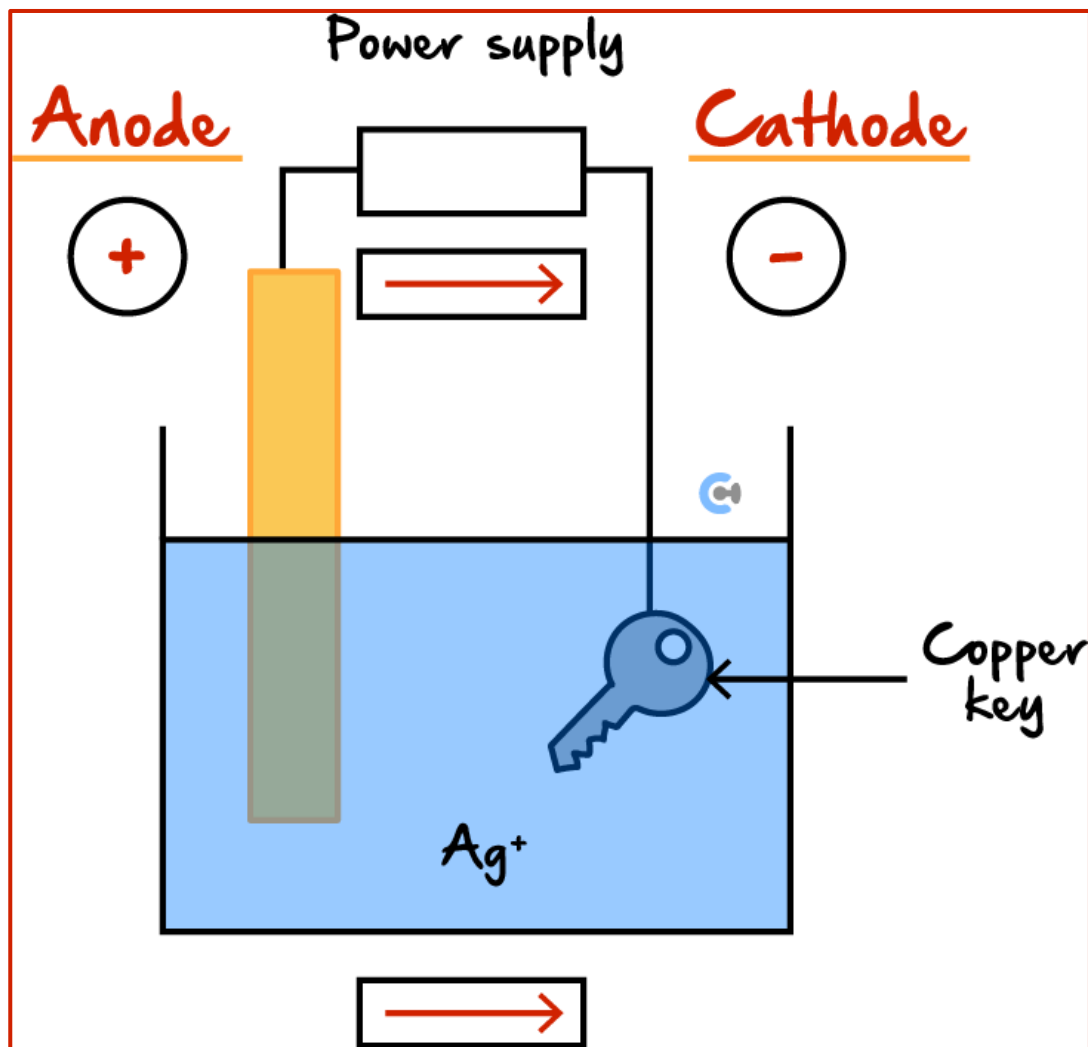 Power supply
Anode
Cathode
+
-
Copper
key
Ag⁺